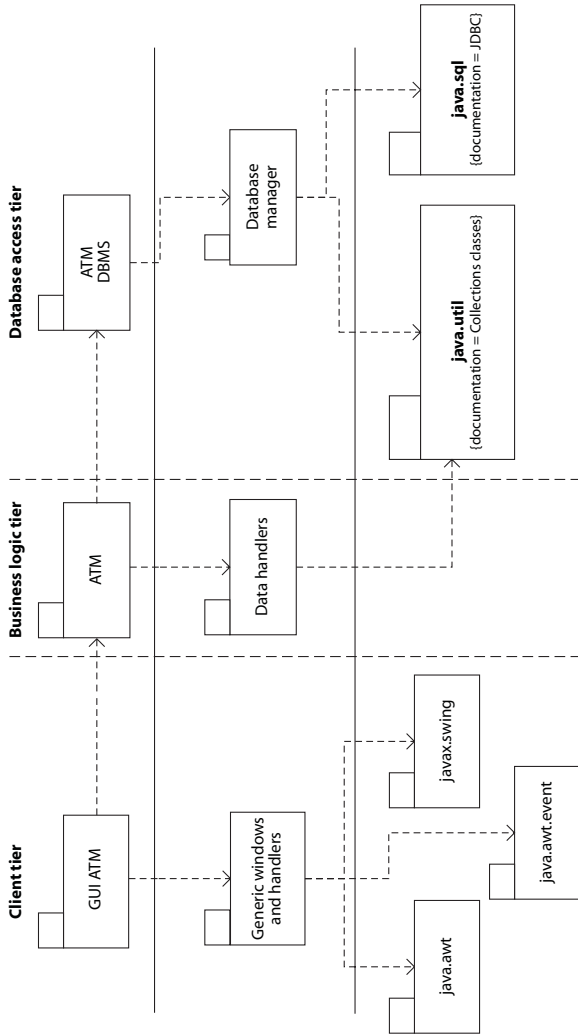 Client tier
Business logic tier
Database access tier
GUI ATM
ATM
ATM
DBMS
Generic windows
and handlers
Data handlers
Database
manager
java.awt
javax.swing
java.util
{documentation = Collections classes}
java.sql
{documentation = JDBC}
java.awt.event